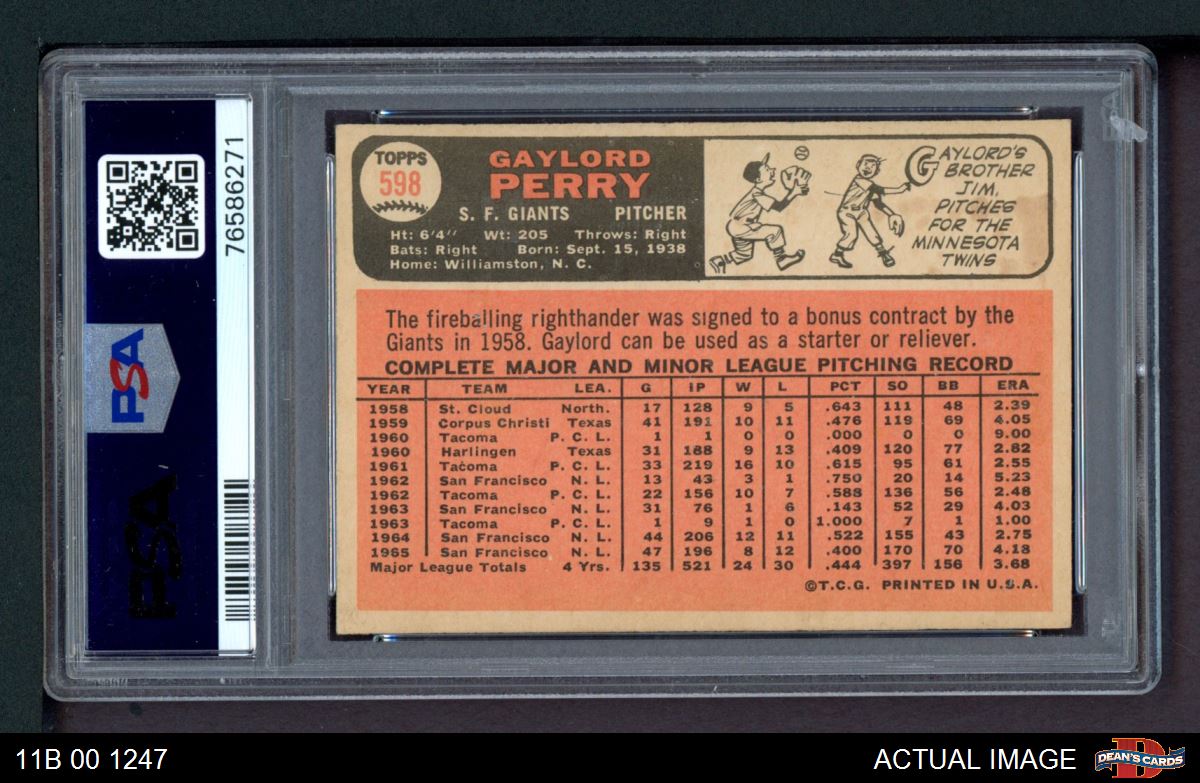 76586271
PSA
PSA
TOPPS
598
GAYLORD
PERRY
S. F. GIANTS PITCHER
Ht: 6'4" Wt: 205 Throws: Right
Bats: Right Born: Sept. 15, 1938
Home: Williamston, N. C.
GAYLORD'S
BROTHER
JIM,
PITCHES
FOR THE
MINNESOTA
TWINS
The fireballing righthander was signed to a bonus contract by the
Giants in 1958. Gaylord can be used as a starter or reliever.
COMPLETE MAJOR AND MINOR LEAGUE PITCHING RECORD
YEAR TEAM LEA. G IP W L PCT SO BB ERA
1958 St. Cloud North. 17 128 9 5 .643 111 48 2.39
1959 Corpus Christi Texas 41 191 10 11 .476 119 69 4.05
1960 Tacoma P. C. L. 1 1 0 0 .000 0 0 9.00
1960 Harlingen Texas 31 188 9 13 .409 120 77 2.82
1961 Tacoma P. C. L. 33 219 16 10 .615 95 61 2.55
1962 San Francisco N. L. 13 43 3 1 .750 20 14 5.23
1962 Tacoma P. C. L. 22 156 10 7 .588 136 56 2.48
1963 San Francisco N. L. 31 76 1 6 .143 52 29 4.03
1963 Tacoma P. C. L. 1 9 1 0 1.000 7 1 1.00
1964 San Francisco N. L. 44 206 12 11 .522 155 43 2.75
1965 San Francisco N. L. 47 196 8 12 .400 170 70 4.18
Major League Totals 4 Yrs. 135 521 24 30 .444 397 156 3.68
©T.C.G. PRINTED IN U.S.A.
11B 00 1247
ACTUAL IMAGE
D
DEAN'S CARDS